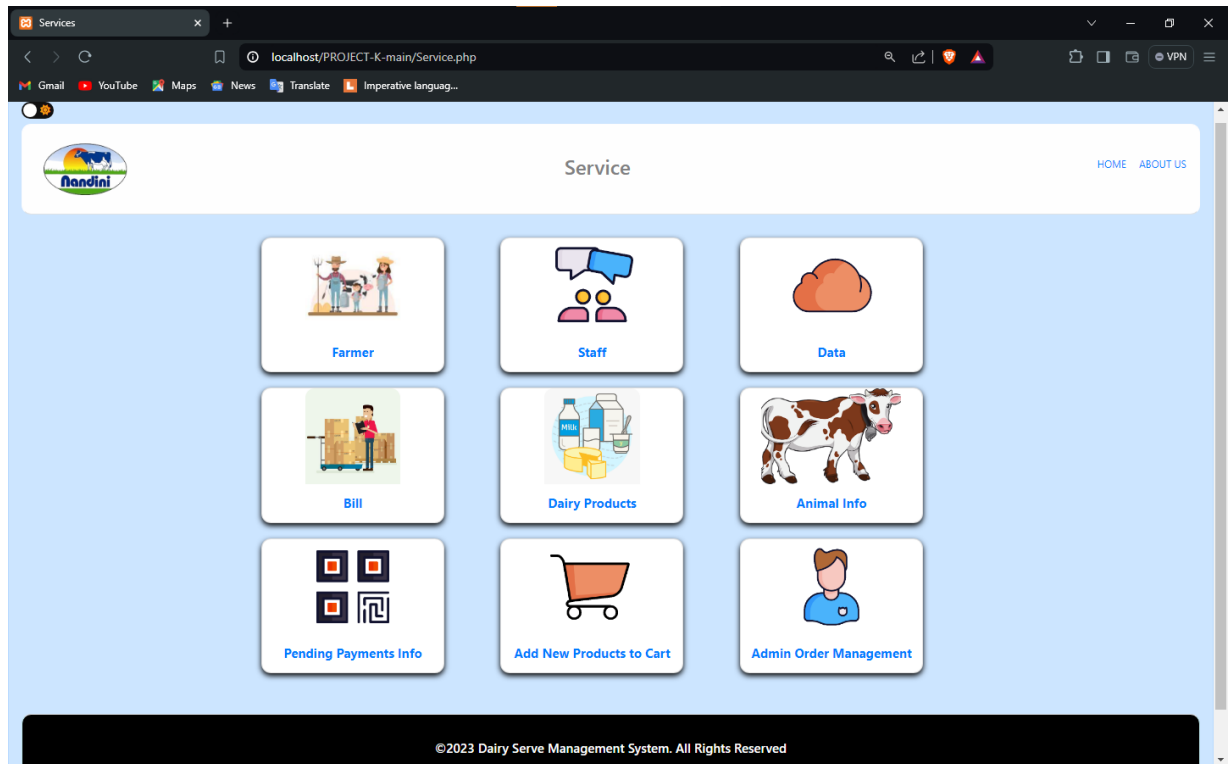 Services
localhost/PROJECT-K-main/Service.php
VPN
Gmail YouTube Maps News Translate Imperative languag...
Nandini
Service
HOME ABOUT US
Farmer Staff Data
Milk
Bill Dairy Products Animal Info
Pending Payments Info Add New Products to Cart Admin Order Management
©2023 Dairy Serve Management System. All Rights Reserved